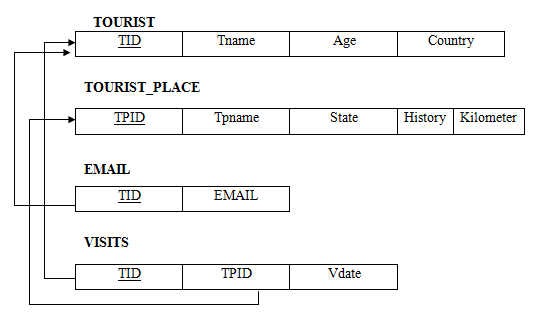 TOURIST
TID Tname Age Country
TOURIST_PLACE
TPID Tpname State History Kilometer
EMAIL
TID EMAIL
VISITS
TID TPID Vdate